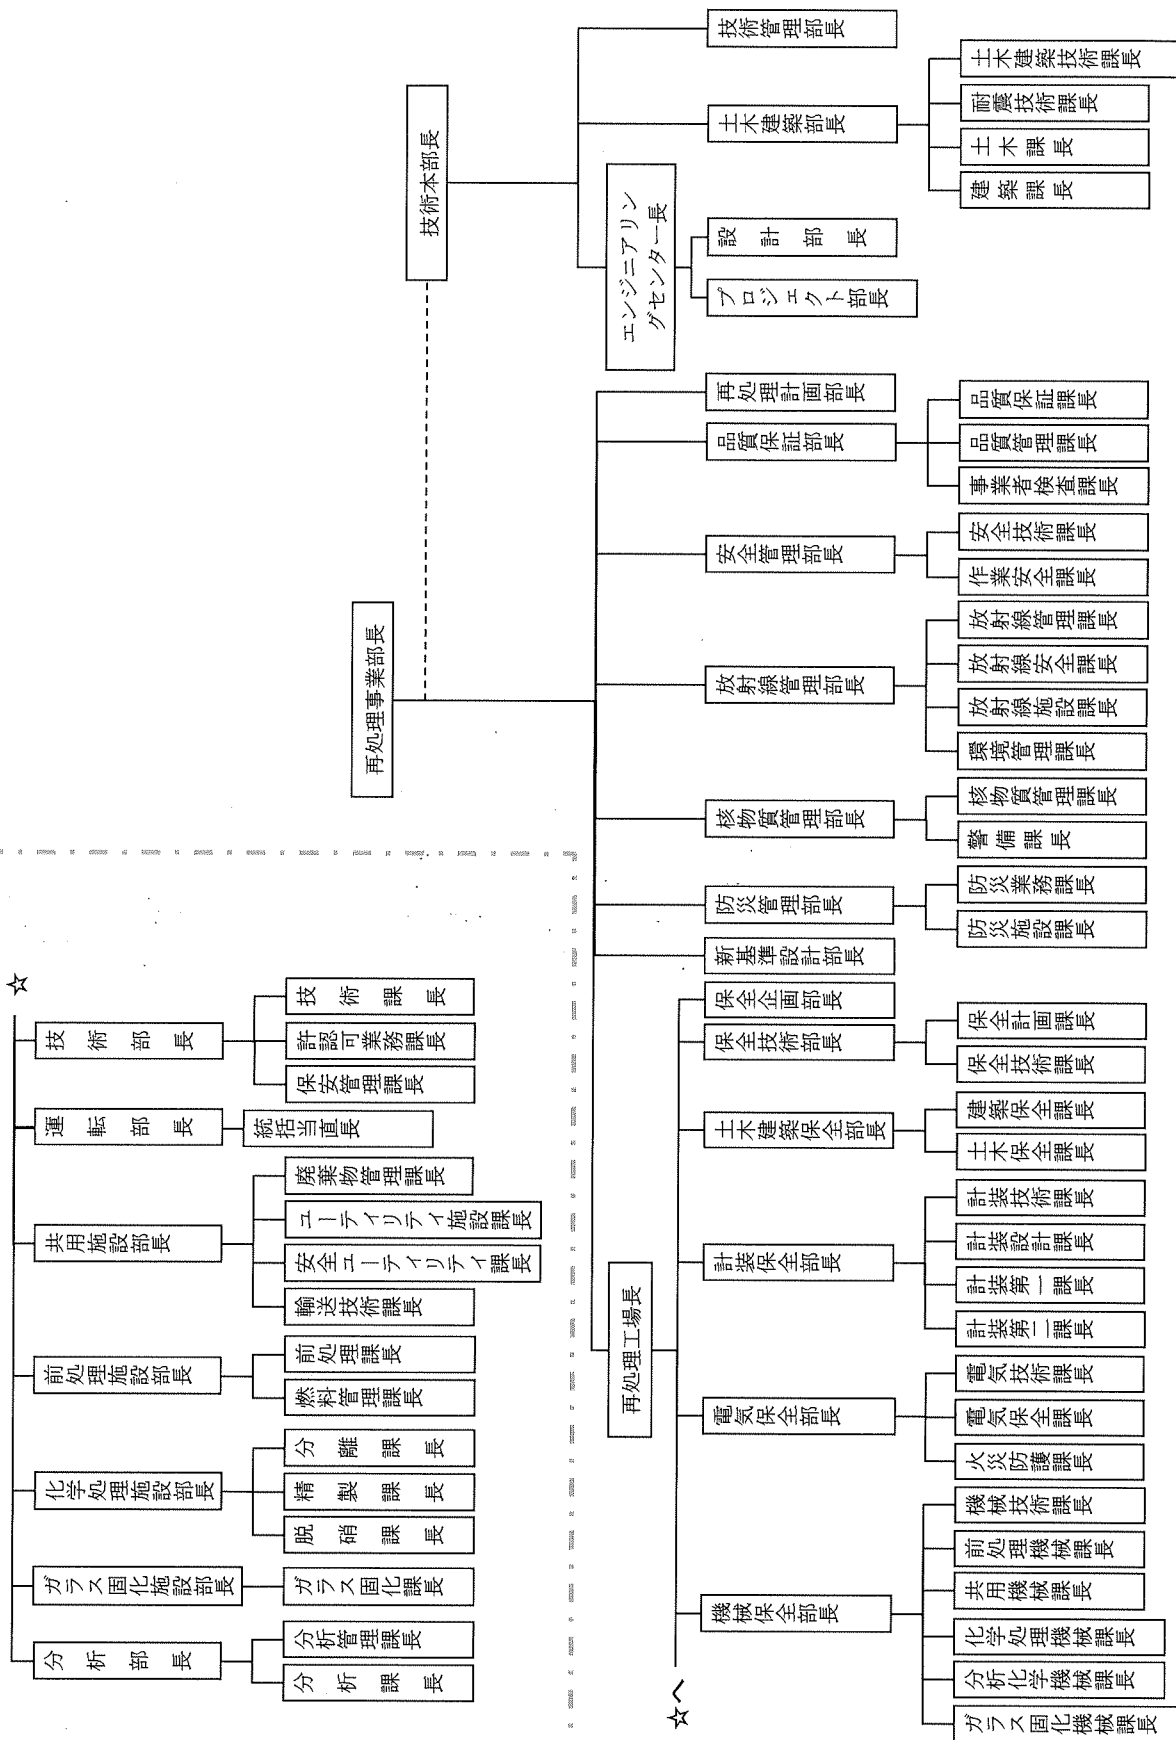 再処理事業部長
技術本部長
エンジニアリン
グセンター長
プロジェクト部長
設計部長
土木建築部長
建築課長
土木課長
耐震技術課長
土木建築技術課長
技術管理部長
再処理工場長
新基準設計部長
防災管理部長
防災施設課長
防災業務課長
核物質管理部長
警備課長
核物質管理課長
放射線管理部長
環境管理課長
放射線施設課長
放射線安全課長
放射線管理課長
安全管理部長
作業安全課長
安全技術課長
品質保証部長
事業者検査課長
品質管理課長
品質保証課長
再処理計画部長
☆へ
機械保全部長
ガラス固化機械課長
分析化学機械課長
化学処理機械課長
共用機械課長
前処理機械課長
機械技術課長
電気保全部長
火災防護課長
電気保全課長
電気技術課長
計装保全部長
計装第二課長
計装第一課長
計装設計課長
計装技術課長
土木建築保全部長
土木保全課長
建築保全課長
保全技術部長
保全技術課長
保全計画課長
保全企画部長
☆
分析部長
分析課長
分析管理課長
ガラス固化施設部長
ガラス固化課長
化学処理施設部長
脱硝課長
精製課長
分離課長
前処理施設部長
燃料管理課長
前処理課長
共用施設部長
輸送技術課長
安全ユーティリティ課長
ユーティリティ施設課長
廃棄物管理課長
運転部長
統括当直長
技術部長
保安管理課長
許認可業務課長
技術課長